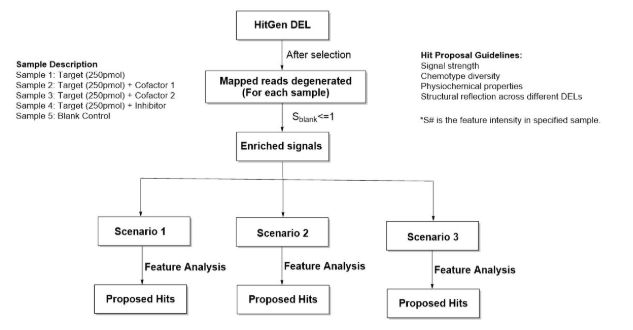 HitGen DEL
After selection
Sample Description
Sample 1: Target (250pmol)
Sample 2: Target (250pmol) + Cofactor 1
Sample 3: Target (250pmol) + Cofactor 2
Sample 4: Target (250pmol) + Inhibitor
Sample 5: Blank Control
Hit Proposal Guidelines:
Signal strength
Chemotype diversity
Physiochemical properties
Structural reflection across different DELs
*S# is the feature intensity in specified sample.
Mapped reads degenerated
(For each sample)
Sblank<=1
Enriched signals
Scenario 1
Scenario 2
Scenario 3
Feature Analysis
Feature Analysis
Feature Analysis
Proposed Hits
Proposed Hits
Proposed Hits